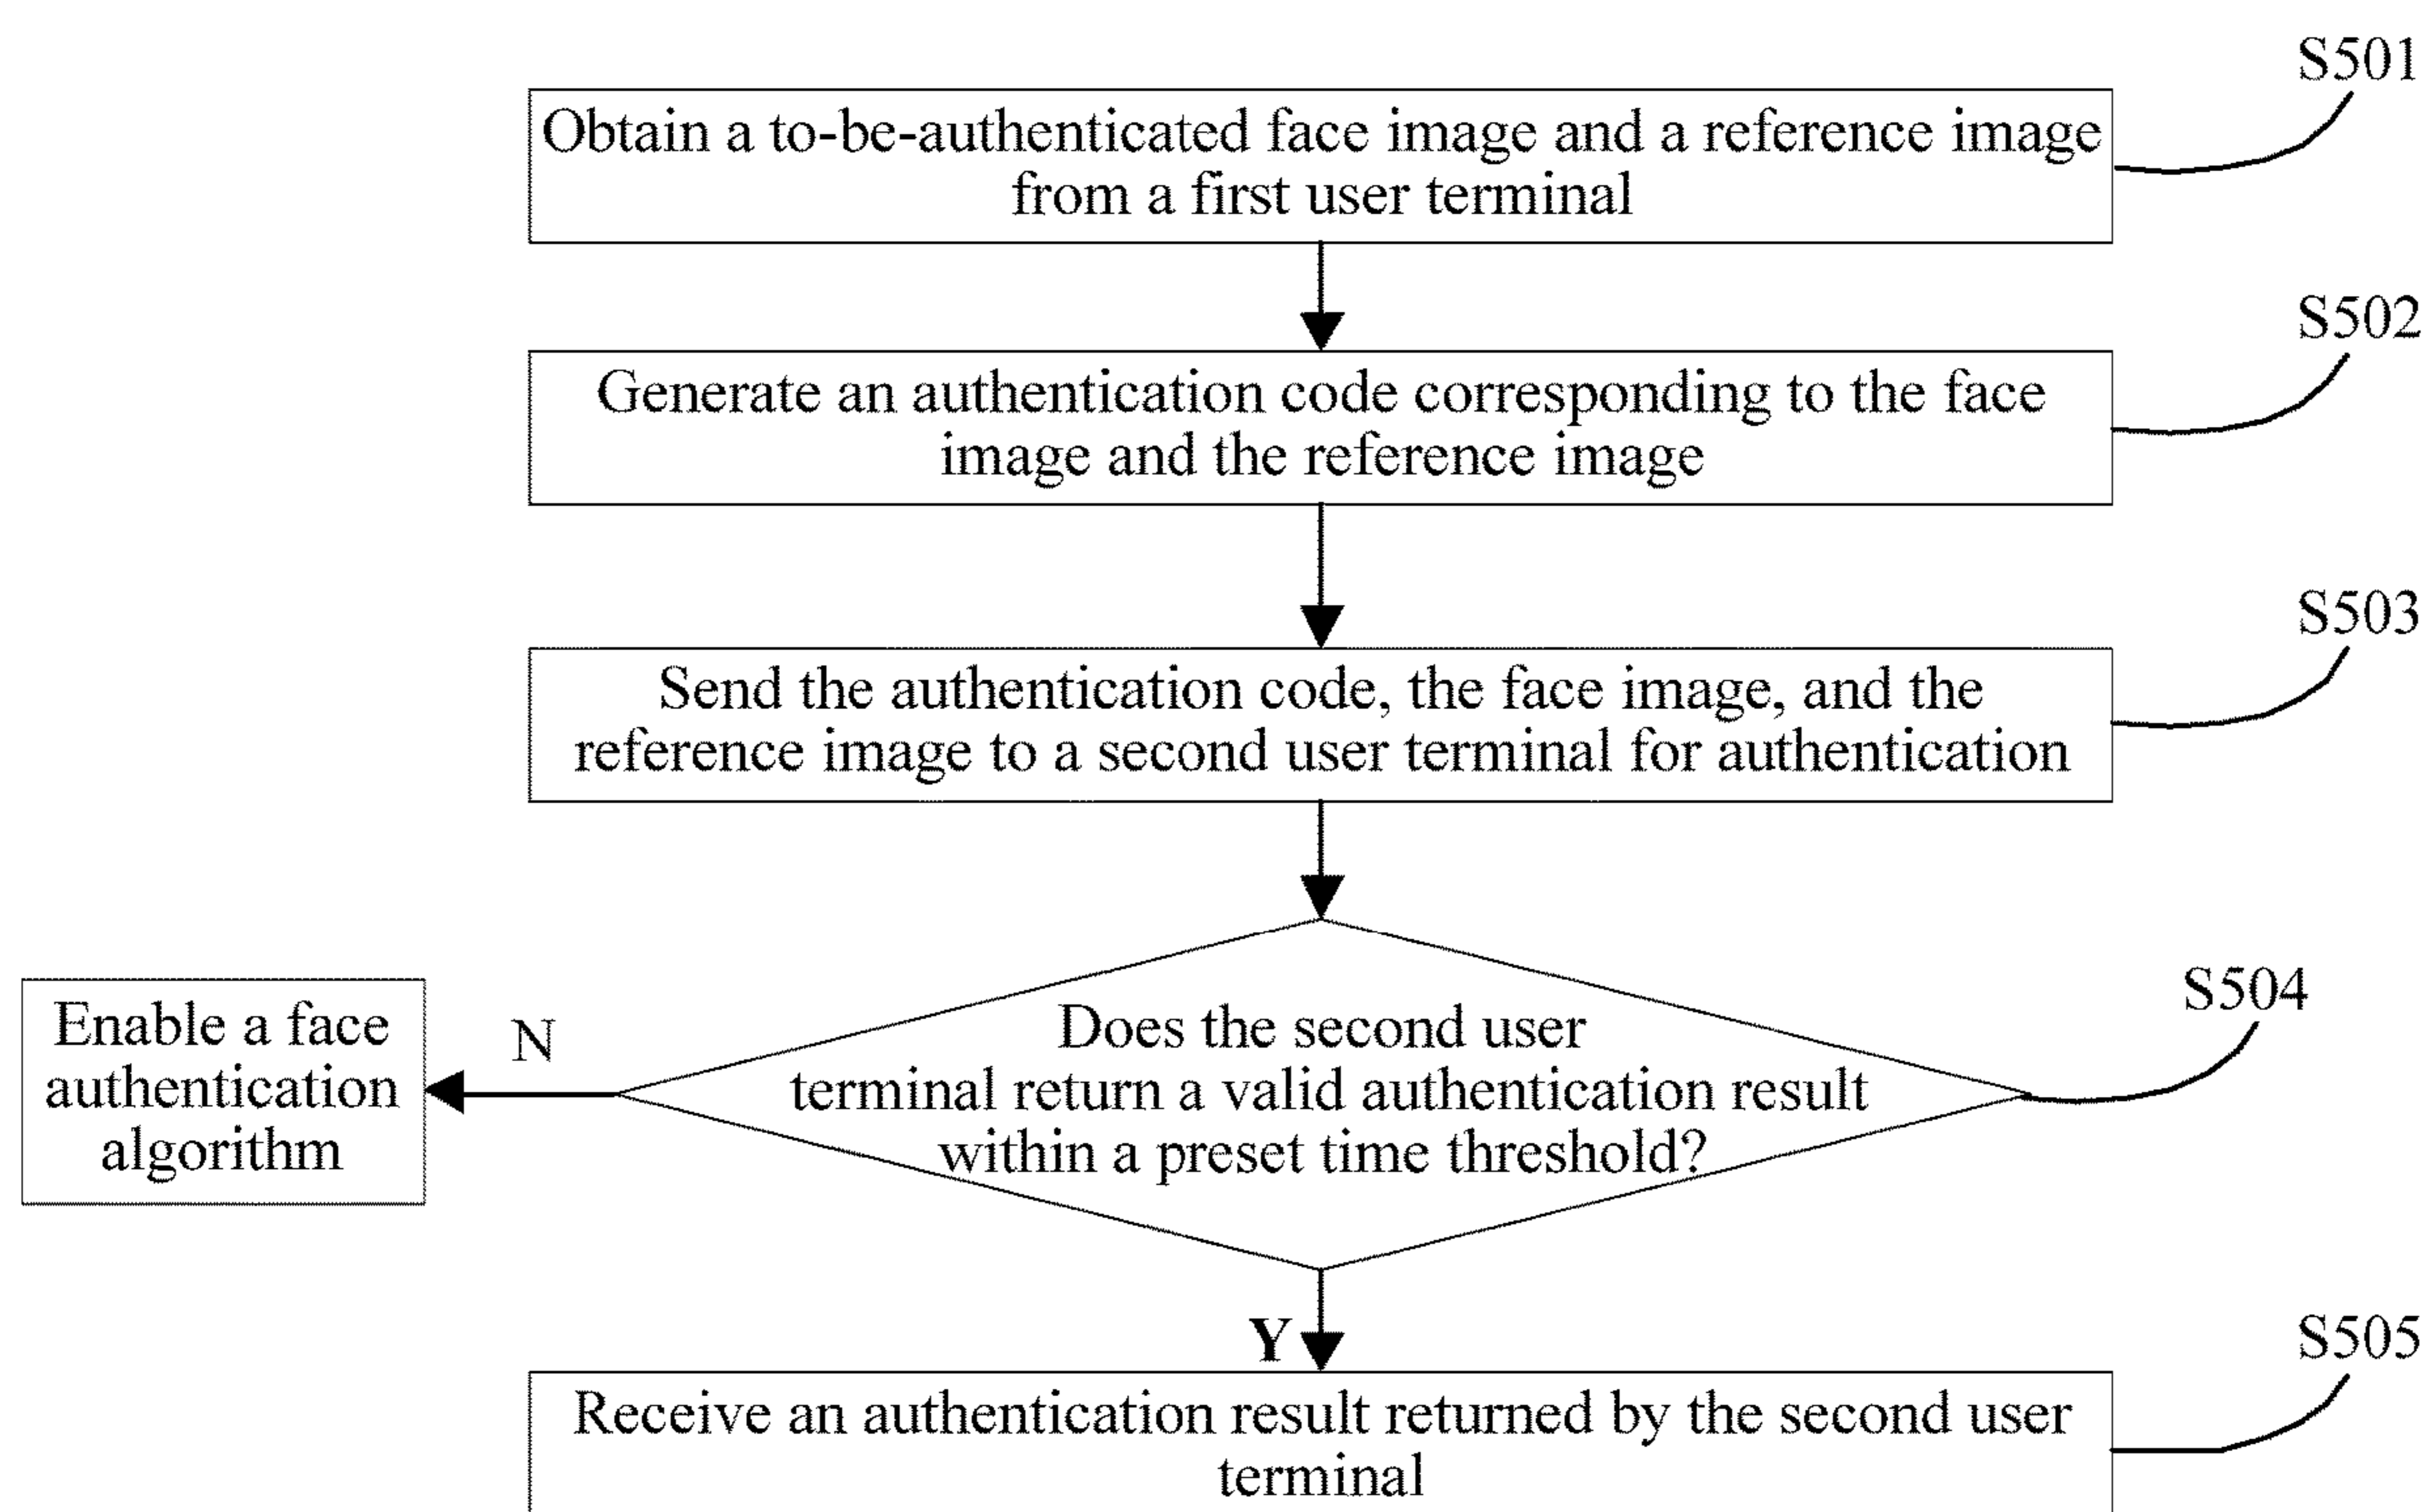 S501
Obtain a to-be-authenticated face image and a reference image
from a first user terminal
S502
Generate an authentication code corresponding to the face
image and the reference image
S503
Send the authentication code, the face image, and the
reference image to a second user terminal for authentication
S504
Does the second user
terminal return a valid authentication result
within a preset time threshold?
N
Enable a face
authentication
algorithm
Y
S505
Receive an authentication result returned by the second user
terminal